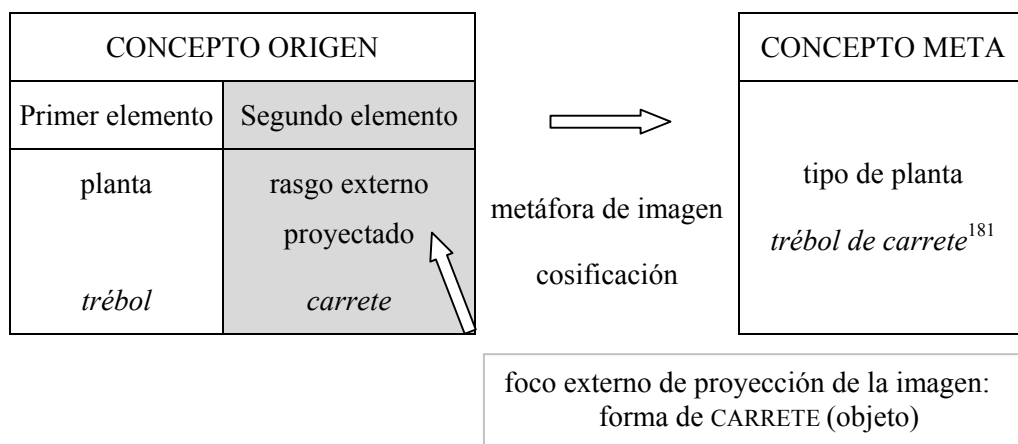 CONCEPTO ORIGEN
CONCEPTO META
Primer elemento
Segundo elemento
planta
rasgo externo
proyectado
trébol
carrete
metáfora de imagen
cosificación
tipo de planta
trébol de carrete181
foco externo de proyección de la imagen:
forma de CARRETE (objeto)